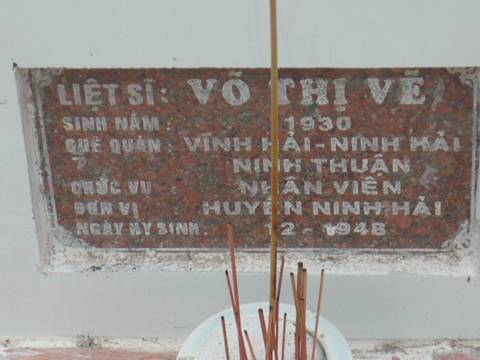 LIỆT SĨ: VÕ THỊ VẼ
SINH NĂM : 1930
QUÊ QUÁN : VĨNH HẢI - NINH HẢI
NINH THUẬN
CHỨC VỤ : NHÂN VIÊN
ĐƠN VỊ : HUYỆN NINH HẢI
NGÀY HY SINH : 2 - 1948